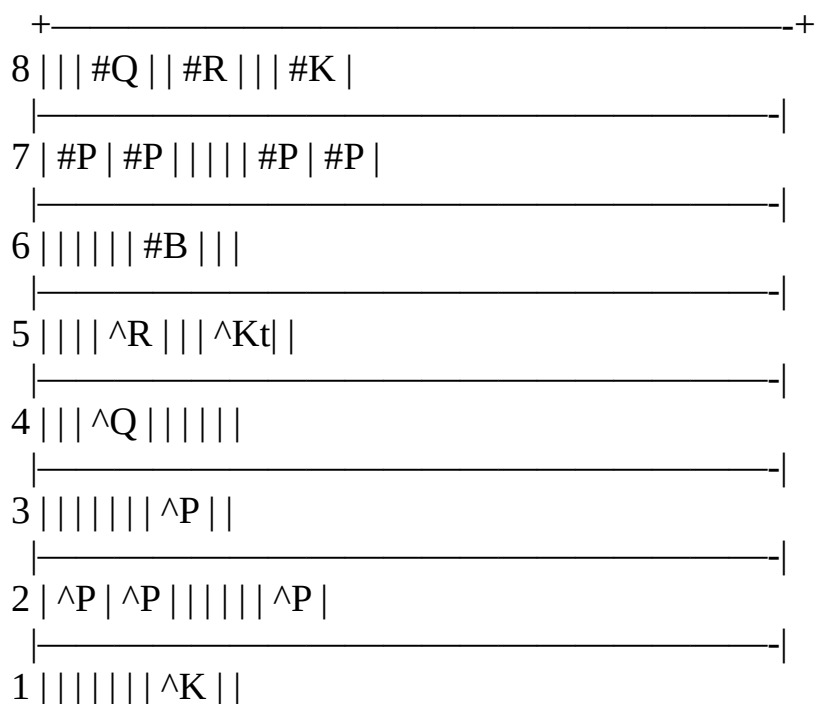 +———————————————————-+
8 | | | #Q | | #R | | | #K |
|———————————————————-|
7 | #P | #P | | | | | #P | #P |
|———————————————————-|
6 | | | | | | #B | | |
|———————————————————-|
5 | | | | ^R | | | ^Kt| |
|———————————————————-|
4 | | | ^Q | | | | | |
|———————————————————-|
3 | | | | | | | ^P | |
|———————————————————-|
2 | ^P | ^P | | | | | | ^P |
|———————————————————-|
1 | | | | | | | ^K | |